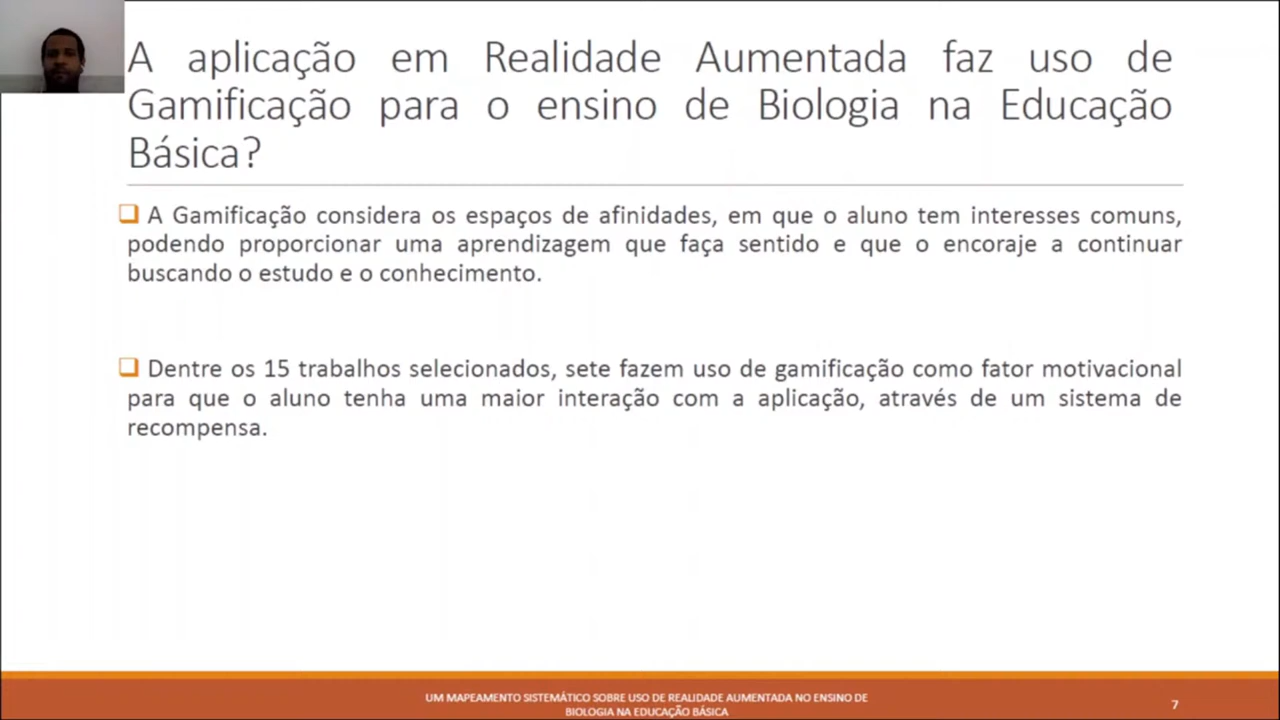 A aplicação em Realidade Aumentada faz uso de
Gamificação para o ensino de Biologia na Educação
Básica?
A Gamificação considera os espaços de afinidades, em que o aluno tem interesses comuns,
podendo proporcionar uma aprendizagem que faça sentido e que o encoraje a continuar
buscando o estudo e o conhecimento.
Dentre os 15 trabalhos selecionados, sete fazem uso de gamificação como fator motivacional
para que o aluno tenha uma maior interação com a aplicação, através de um sistema de
recompensa.
UM MAPEAMENTO SISTEMÁTICO SOBRE USO DE REALIDADE AUMENTADA NO ENSINO DE
BIOLOGIA NA EDUCAÇÃO BÁSICA
7